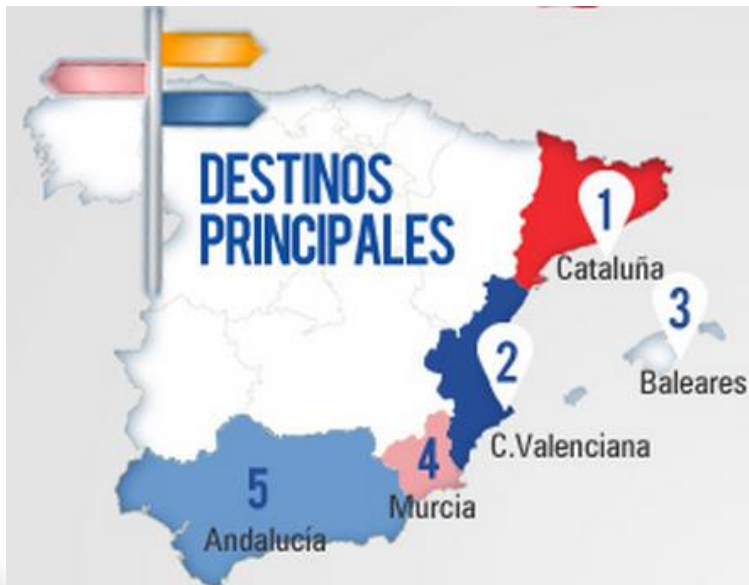 DESTINOS
PRINCIPALES
1
Cataluña
3
Baleares
2
C.Valenciana
4
Murcia
5
Andalucía